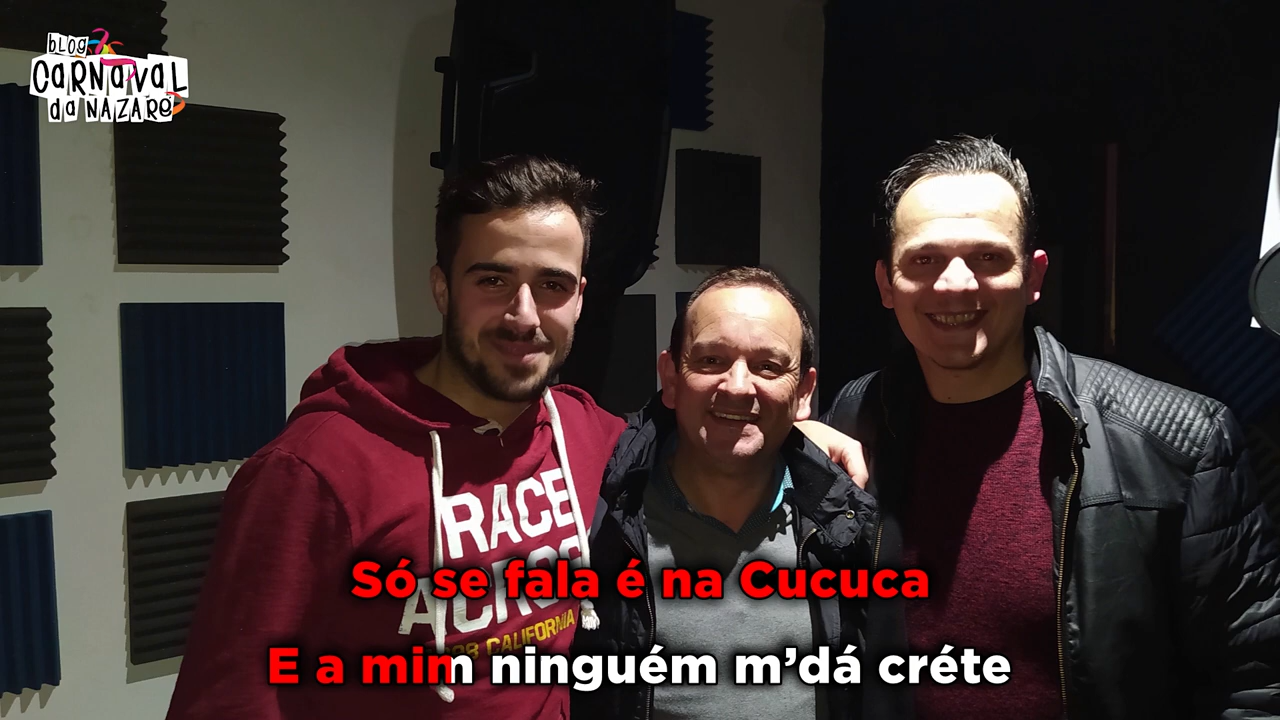 BLOG
CARNAVAL
da NAZARÉ
RACE
ACROSS
CALIFORNIA
Só se fala é na Cucuca
E a mim ninguém m’dá créte